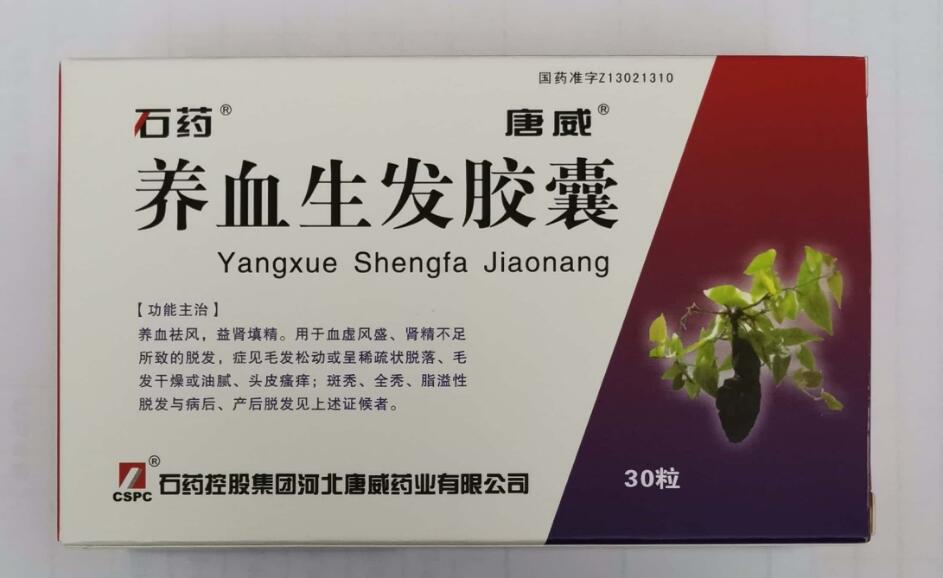 国药准字Z13021310
石药® 唐威®
养血生发胶囊
Yangxue Shengfa Jiaonang
【功能主治】
养血祛风，益肾填精。用于血虚风盛、肾精不足
所致的脱发，症见毛发松动或呈稀疏状脱落、毛
发干燥或油腻、头皮瘙痒；斑秃、全秃、脂溢性
脱发与病后、产后脱发见上述证候者。
CSPC® 石药控股集团河北唐威药业有限公司
30粒